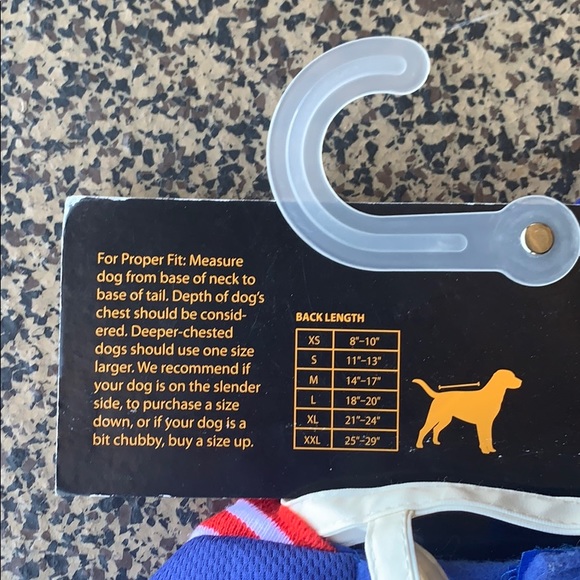 For Proper Fit: Measure
dog from base of neck to
base of tail. Depth of dog's
chest should be consid-
ered. Deeper-chested
dogs should use one size
larger. We recommend if
your dog is on the slender
side, to purchase a size
down, or if your dog is a
bit chubby, buy a size up.
BACK LENGTH
XS 8"–10"
S 11"–13"
M 14"–17"
L 18"–20"
XL 21"–24"
XXL 25"–29"